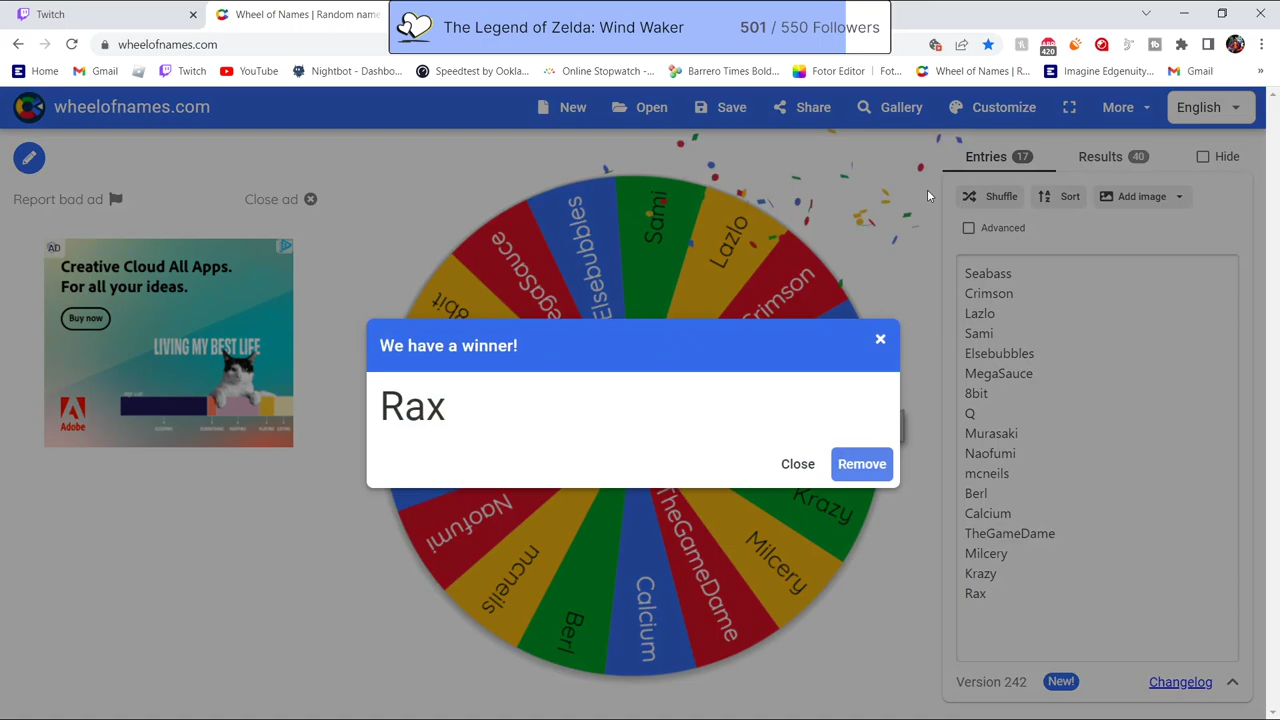 Twitch
Wheel of Names | Random name
The Legend of Zelda: Wind Waker 501 / 550 Followers
wheelofnames.com
420
Home
Gmail
Twitch
YouTube
Nightbot - Dashbo...
Speedtest by Ookla...
Online Stopwatch -...
Barrero Times Bold...
Fotor Editor | Fot...
Wheel of Names | R...
Imagine Edgenuity...
Gmail
wheelofnames.com
New
Open
Save
Share
Gallery
Customize
More
English
Report bad ad
Close ad
AD
Creative Cloud All Apps.
For all your ideas.
Buy now
LIVING MY BEST LIFE
Adobe
8bit
egaSauce
Elsebubbles
Sami
Lazlo
Crimson
We have a winner!
Rax
Close
Remove
Naofumi
mcneils
Berl
Calcium
TheGameDame
Milcery
Krazy
Entries 17
Results 40
Hide
Shuffle
Sort
Add image
Advanced
Seabass
Crimson
Lazlo
Sami
Elsebubbles
MegaSauce
8bit
Q
Murasaki
Naofumi
mcneils
Berl
Calcium
TheGameDame
Milcery
Krazy
Rax
Version 242
New!
Changelog